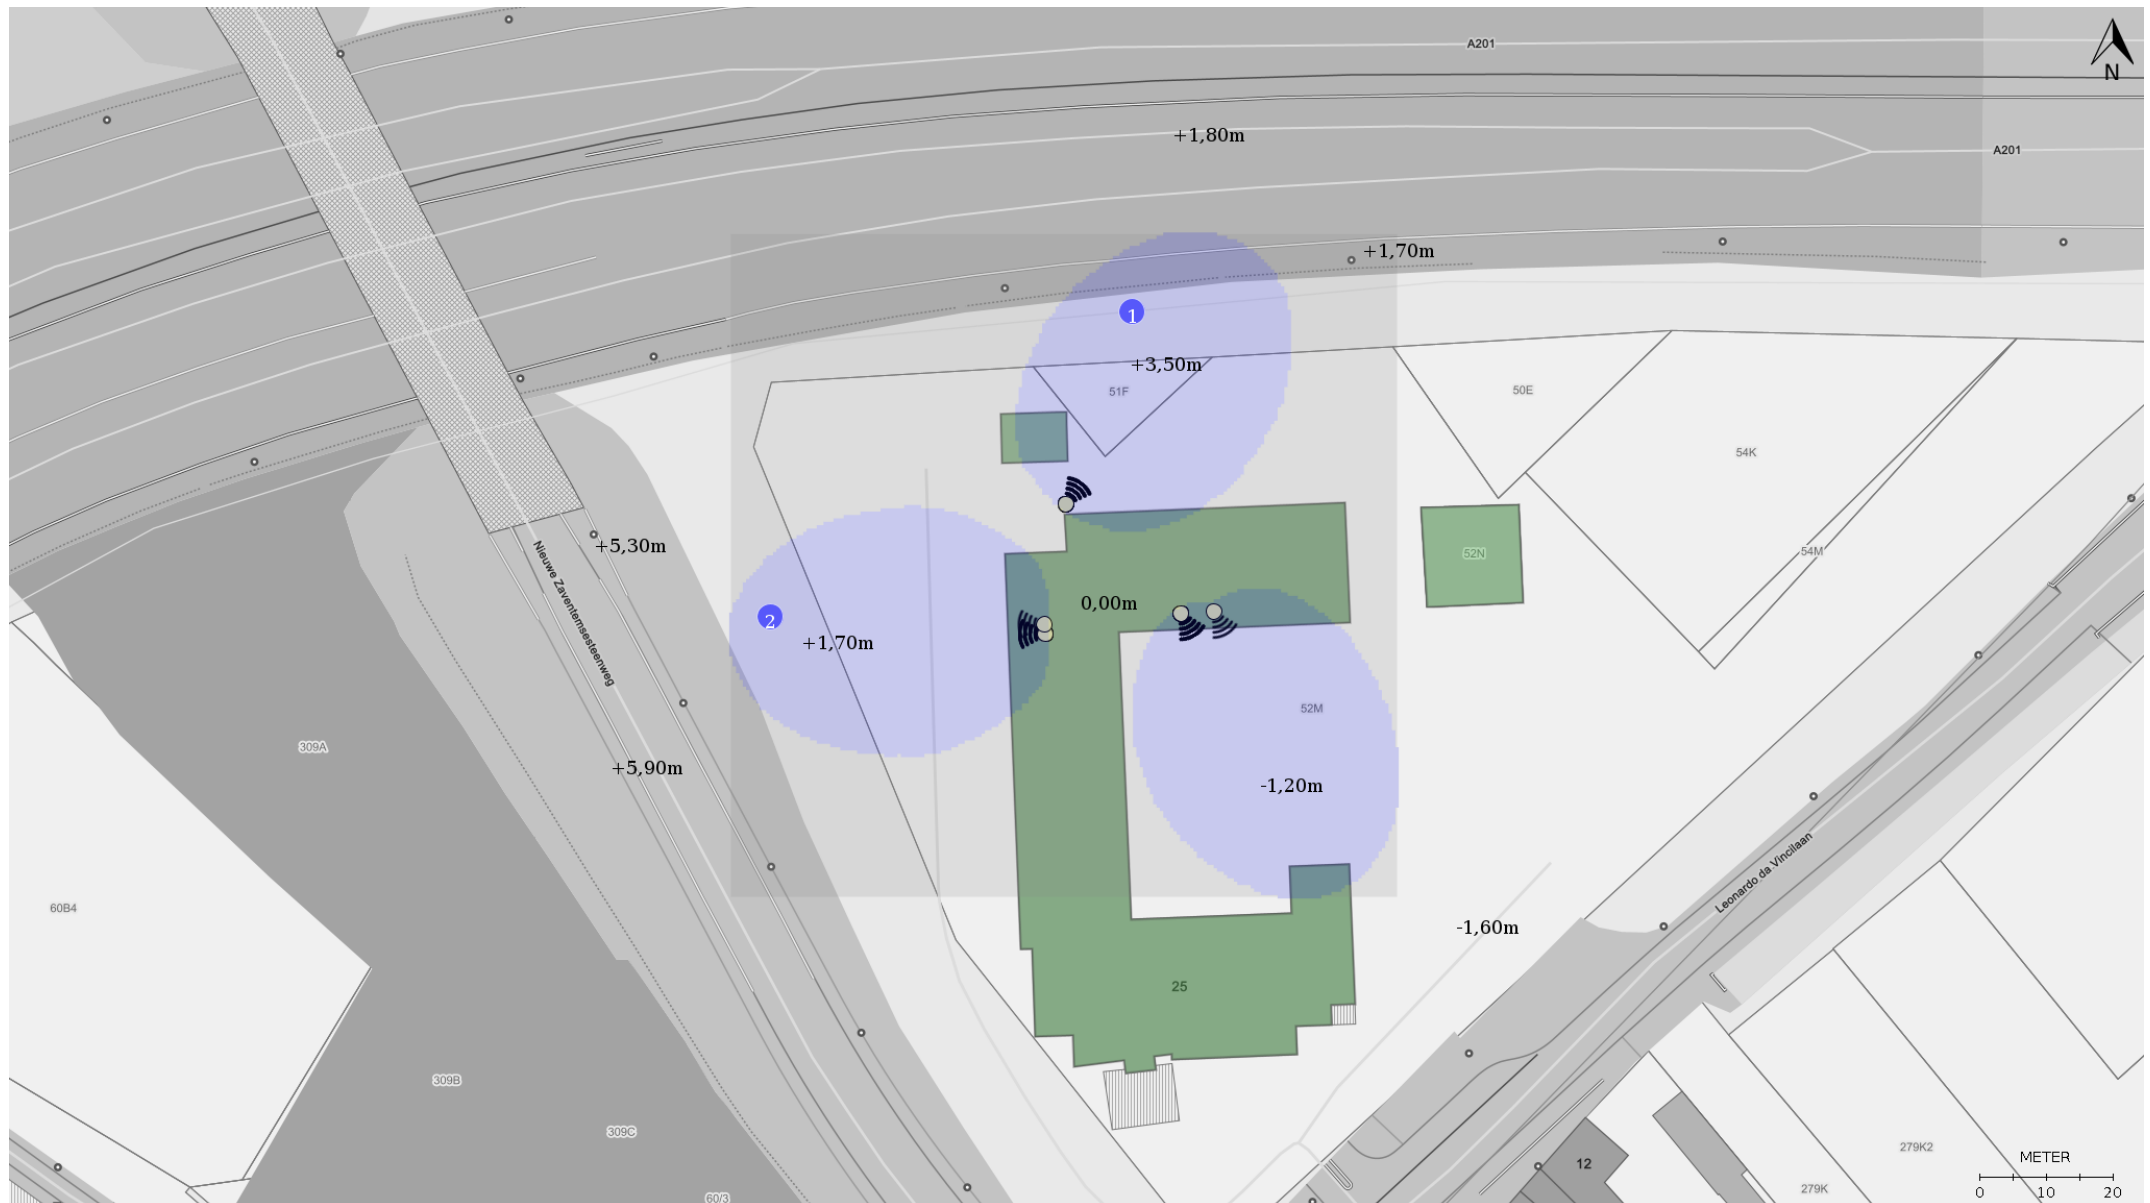 A201
N
+1,80m
A201
+1,70m
1
+3,50m
51F
50E
54K
+5,30m
Nieuwe Zaventemsesteenweg
52N
54M
0,00m
2
+1,70m
52M
309A
+5,90m
-1,20m
Leonardo da Vincilaan
60B4
-1,60m
25
309B
309C
279K2
METER
12
279K
0 10 20
60/3